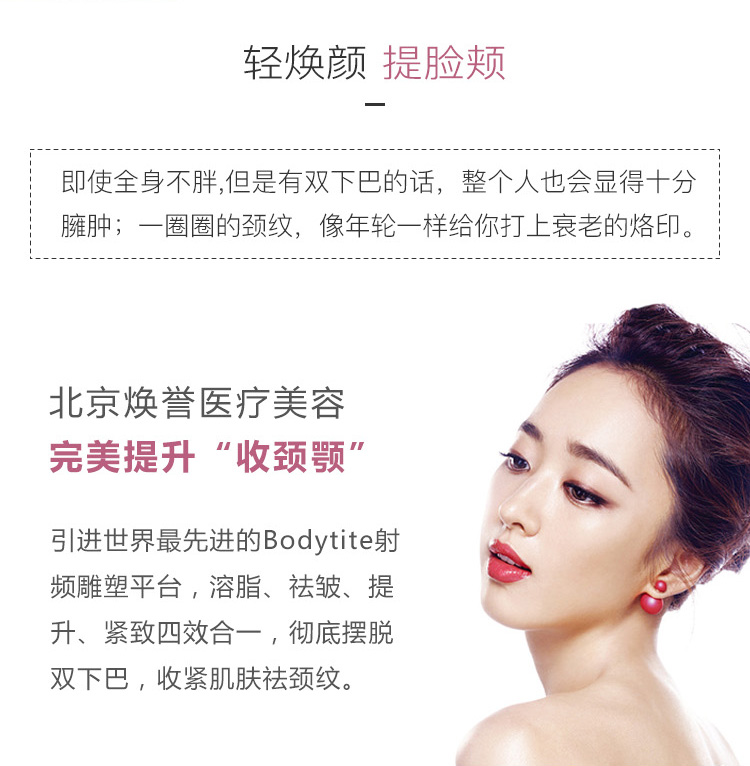 轻焕颜 提脸颊
即使全身不胖,但是有双下巴的话，整个人也会显得十分
臃肿；一圈圈的颈纹，像年轮一样给你打上衰老的烙印。
北京焕誉医疗美容
完美提升“收颈颚”
引进世界最先进的Bodytite射
频雕塑平台，溶脂、祛皱、提
升、紧致四效合一，彻底摆脱
双下巴，收紧肌肤祛颈纹。